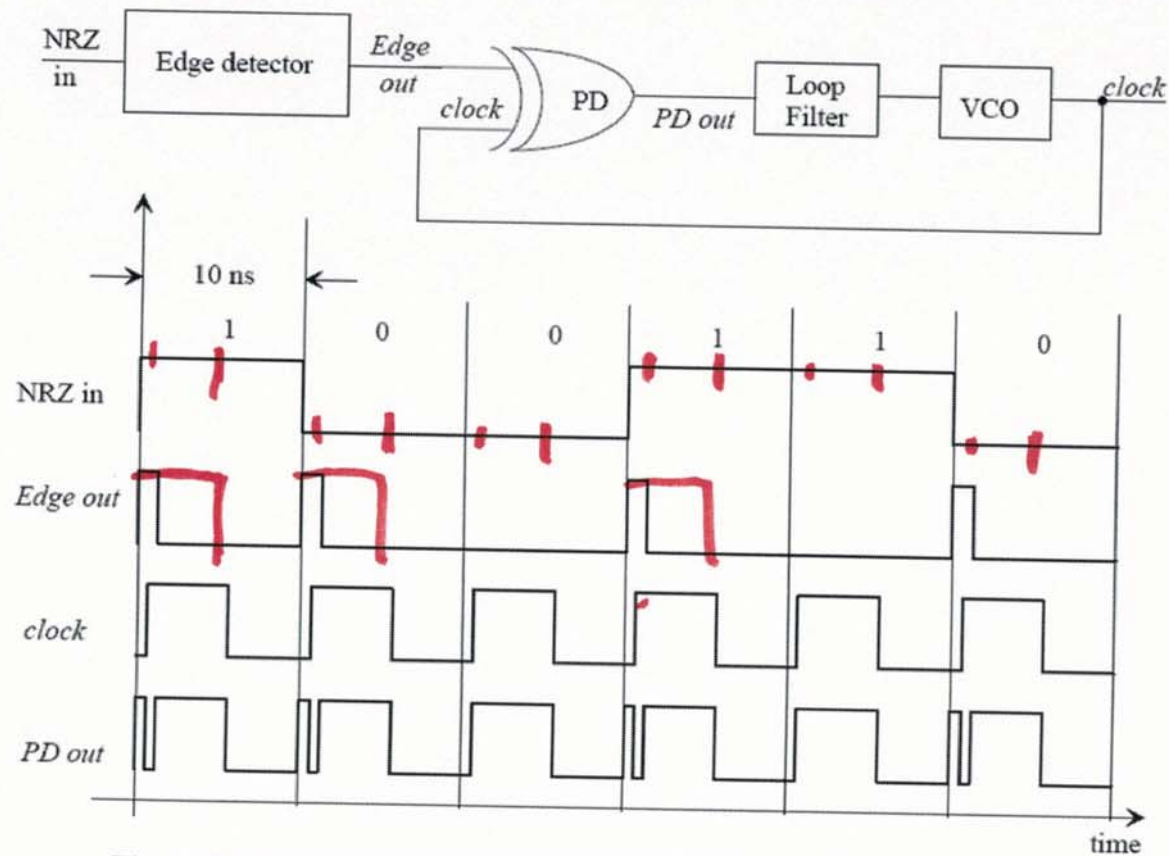 NRZ
in
Edge detector
Edge
out
clock
PD
PD out
Loop
Filter
VCO
clock
10 ns
1 0 0 1 1 0
NRZ in
Edge out
clock
PD out
time